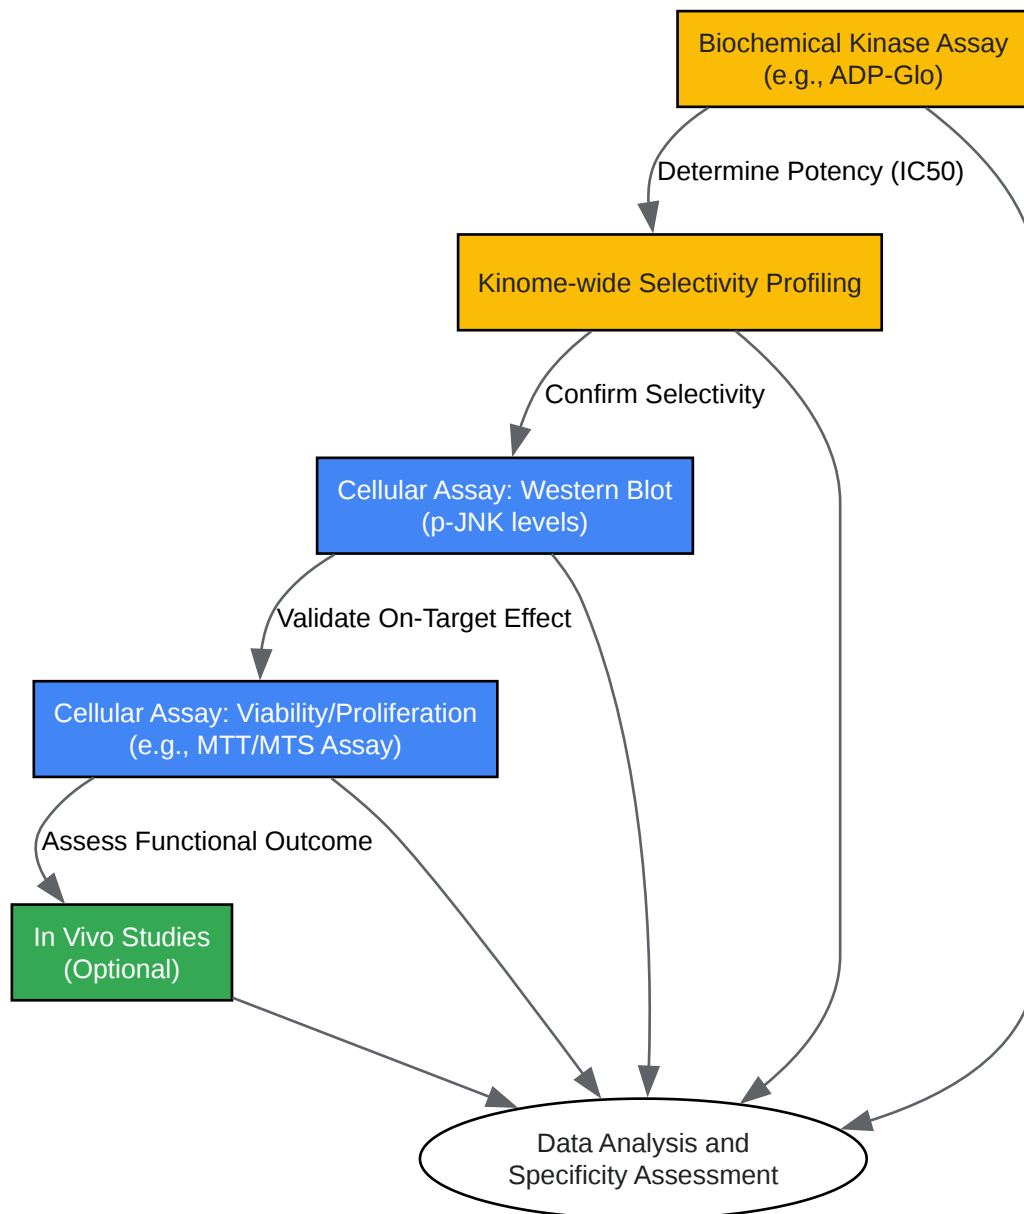 Biochemical Kinase Assay
(e.g., ADP-Glo)
Determine Potency (IC50)
Kinome-wide Selectivity Profiling
Confirm Selectivity
Cellular Assay: Western Blot
(p-JNK levels)
Validate On-Target Effect
Cellular Assay: Viability/Proliferation
(e.g., MTT/MTS Assay)
Assess Functional Outcome
In Vivo Studies
(Optional)
Data Analysis and
Specificity Assessment